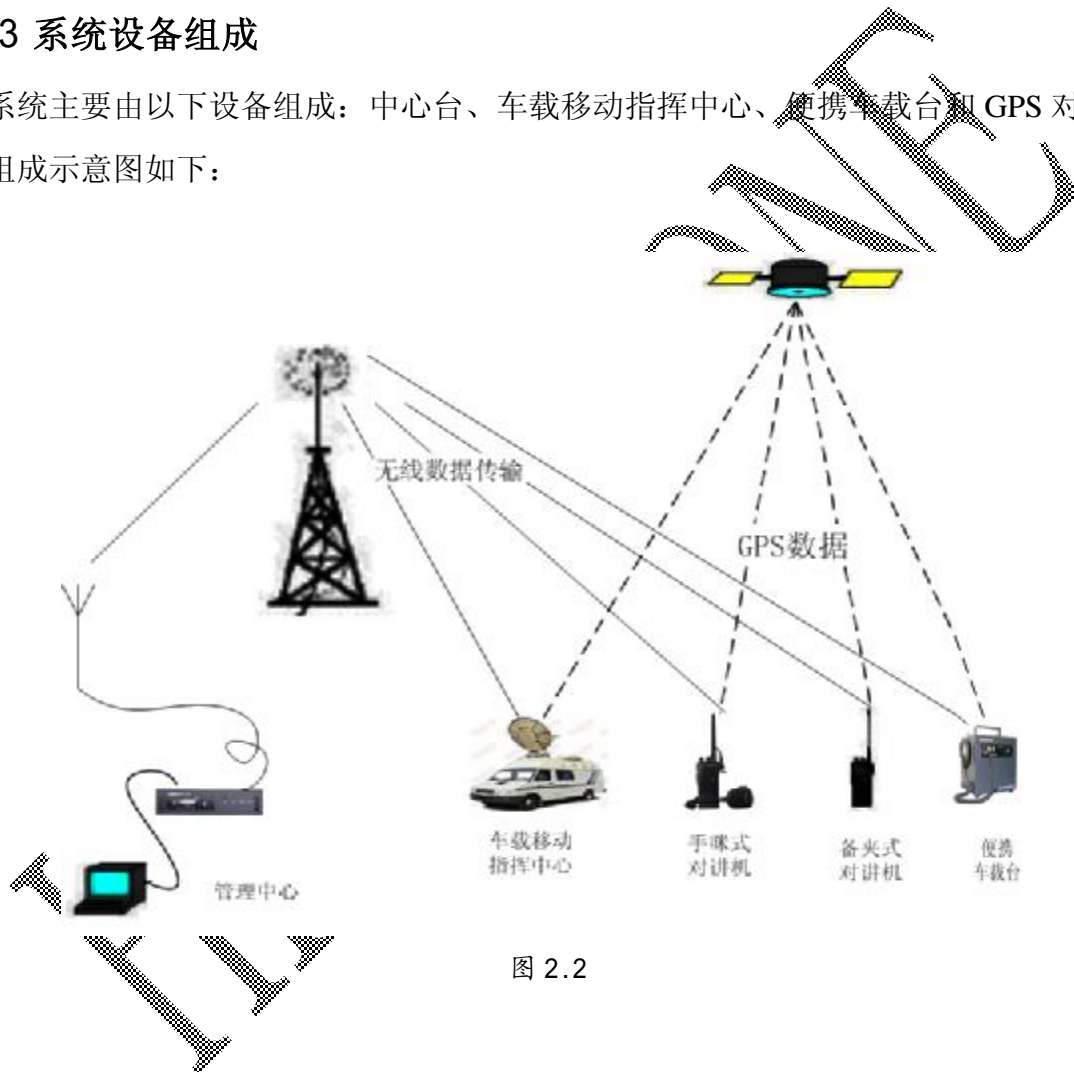 3 系统设备组成
系统主要由以下设备组成：中心台、车载移动指挥中心、便携车载台和 GPS 对
组成示意图如下：
无线数据传输
GPS数据
车载移动
指挥中心
手咪式
对讲机
备夹式
对讲机
便携
车载台
管理中心
图 2.2